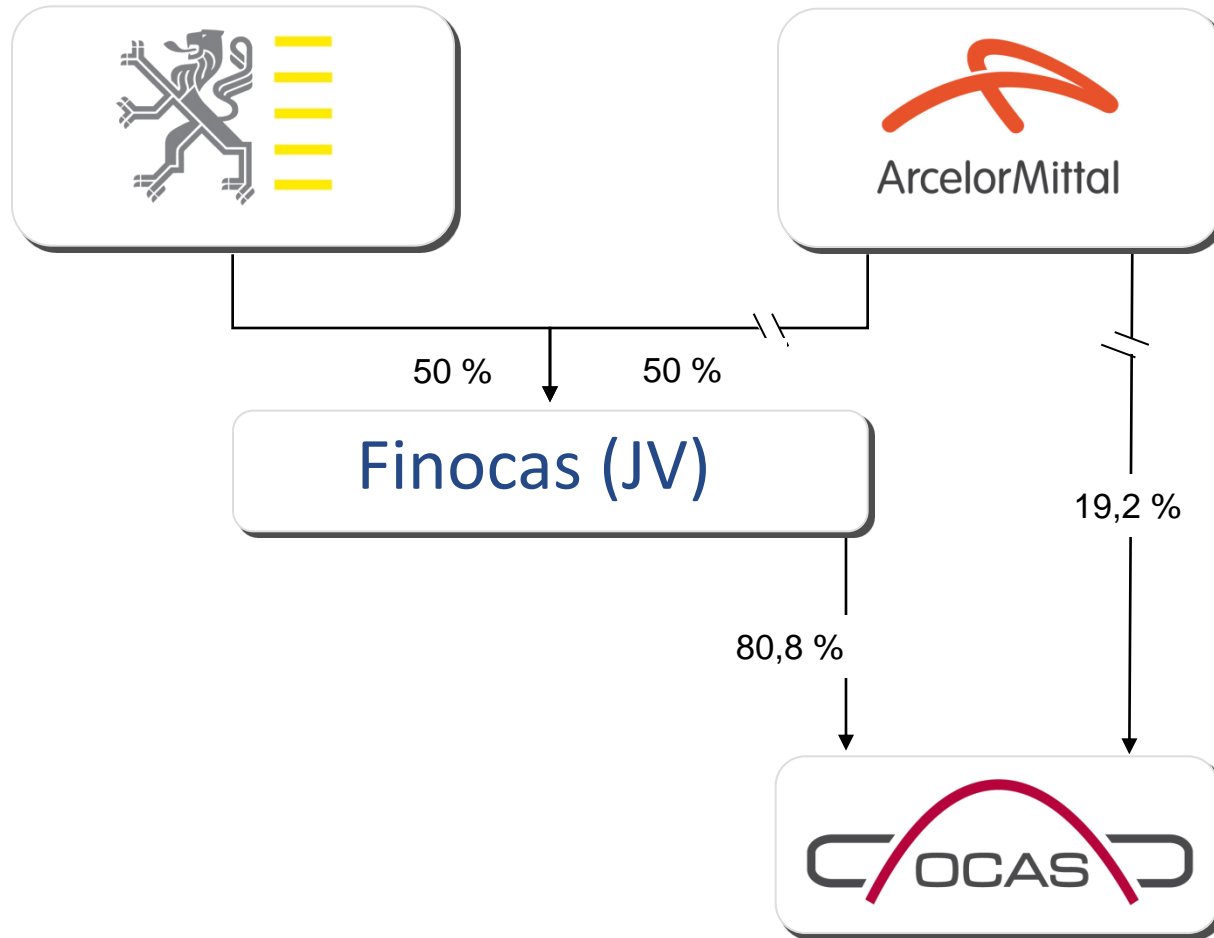 ArcelorMittal
50 %
50 %
Finocas (JV)
19,2 %
80,8 %
OCAS